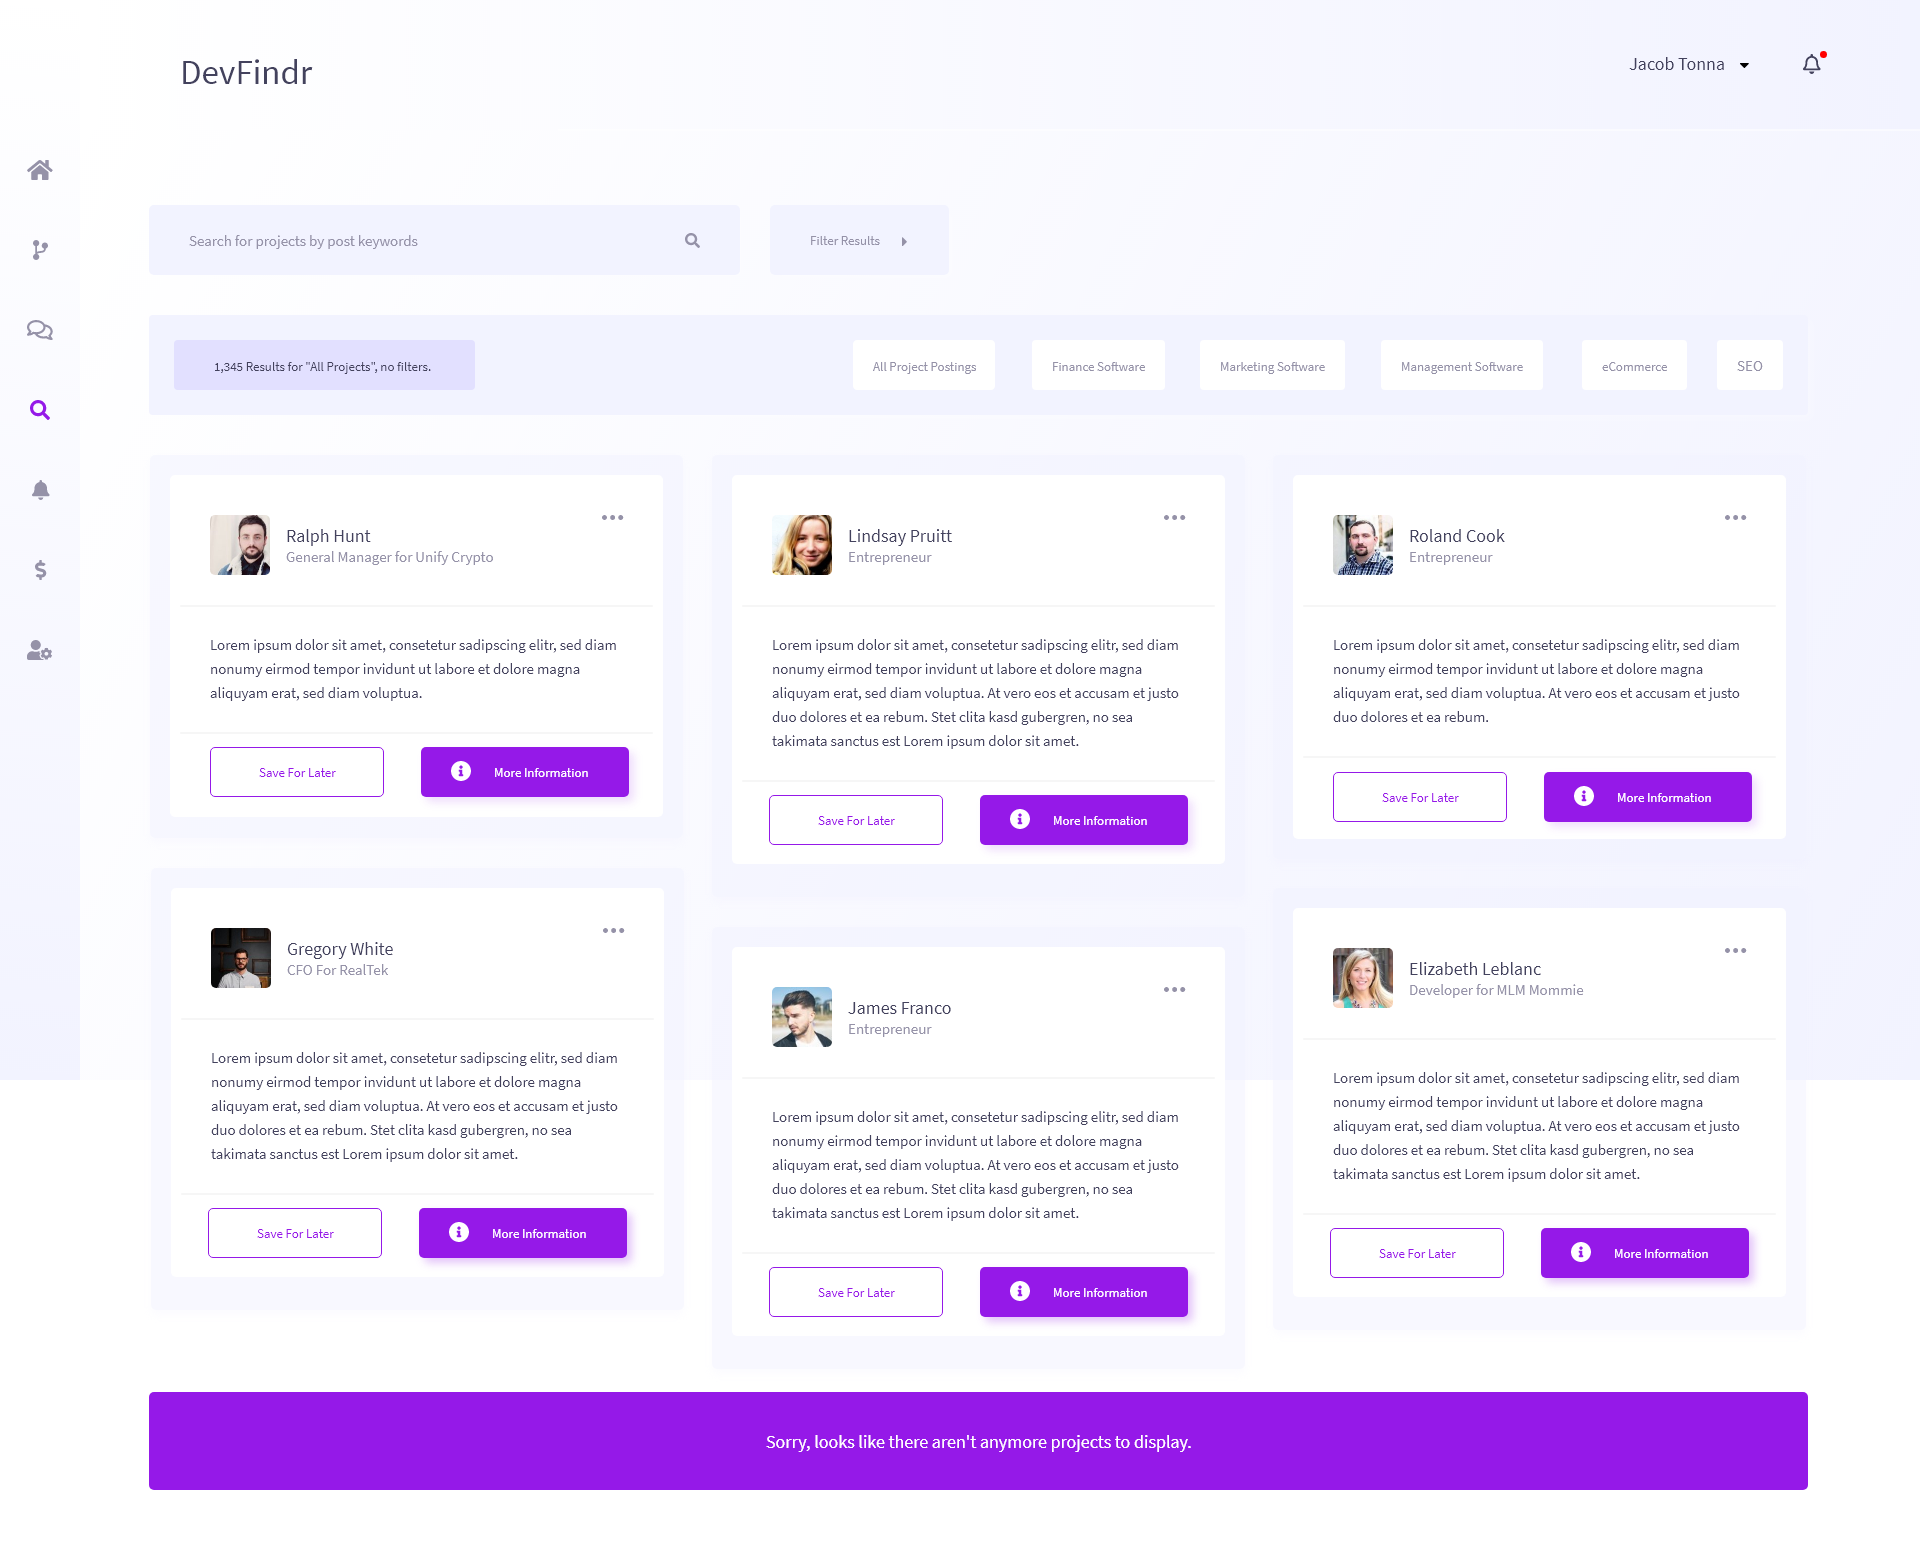 DevFindr
Jacob Tonna
Search for projects by post keywords
Filter Results
1,345 Results for "All Projects", no filters.
All Project Postings
Finance Software
Marketing Software
Management Software
eCommerce
SEO
Ralph Hunt
General Manager for Unify Crypto
Lorem ipsum dolor sit amet, consetetur sadipscing elitr, sed diam
nonumy eirmod tempor invidunt ut labore et dolore magna
aliquyam erat, sed diam voluptua.
Save For Later
More Information
Lindsay Pruitt
Entrepreneur
Lorem ipsum dolor sit amet, consetetur sadipscing elitr, sed diam
nonumy eirmod tempor invidunt ut labore et dolore magna
aliquyam erat, sed diam voluptua. At vero eos et accusam et justo
duo dolores et ea rebum. Stet clita kasd gubergren, no sea
takimata sanctus est Lorem ipsum dolor sit amet.
Save For Later
More Information
Roland Cook
Entrepreneur
Lorem ipsum dolor sit amet, consetetur sadipscing elitr, sed diam
nonumy eirmod tempor invidunt ut labore et dolore magna
aliquyam erat, sed diam voluptua. At vero eos et accusam et justo
duo dolores et ea rebum.
Save For Later
More Information
Gregory White
CFO For RealTek
Lorem ipsum dolor sit amet, consetetur sadipscing elitr, sed diam
nonumy eirmod tempor invidunt ut labore et dolore magna
aliquyam erat, sed diam voluptua. At vero eos et accusam et justo
duo dolores et ea rebum. Stet clita kasd gubergren, no sea
takimata sanctus est Lorem ipsum dolor sit amet.
Save For Later
More Information
James Franco
Entrepreneur
Lorem ipsum dolor sit amet, consetetur sadipscing elitr, sed diam
nonumy eirmod tempor invidunt ut labore et dolore magna
aliquyam erat, sed diam voluptua. At vero eos et accusam et justo
duo dolores et ea rebum. Stet clita kasd gubergren, no sea
takimata sanctus est Lorem ipsum dolor sit amet.
Save For Later
More Information
Elizabeth Leblanc
Developer for MLM Mommie
Lorem ipsum dolor sit amet, consetetur sadipscing elitr, sed diam
nonumy eirmod tempor invidunt ut labore et dolore magna
aliquyam erat, sed diam voluptua. At vero eos et accusam et justo
duo dolores et ea rebum. Stet clita kasd gubergren, no sea
takimata sanctus est Lorem ipsum dolor sit amet.
Save For Later
More Information
Sorry, looks like there aren't anymore projects to display.